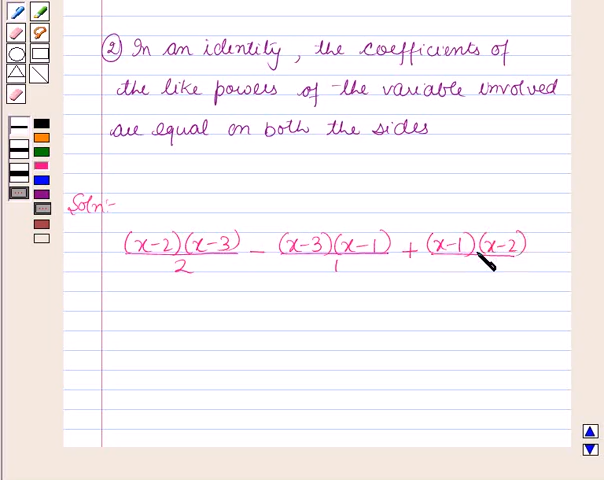 ② In an identity, the coefficients of
the like powers of the variable involved
are equal on both the sides
Soln:-
(x-2)(x-3)/2 - (x-3)(x-1)/1 + (x-1)(x-2)